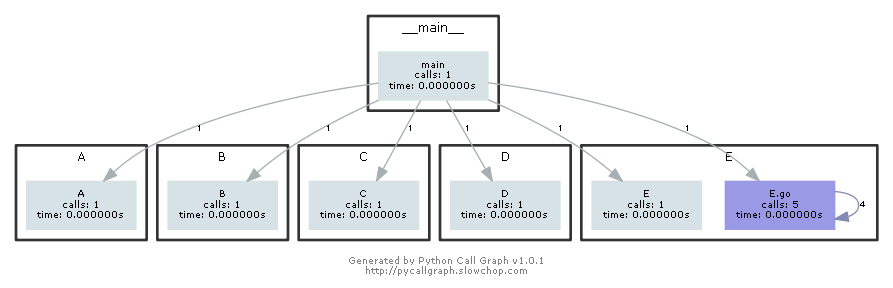 __main__
main
calls: 1
time: 0.000000s
1
1
1
1
1
1
A
B
C
D
E
A
calls: 1
time: 0.000000s
B
calls: 1
time: 0.000000s
C
calls: 1
time: 0.000000s
D
calls: 1
time: 0.000000s
E
calls: 1
time: 0.000000s
E.go
calls: 5
time: 0.000000s
4
Generated by Python Call Graph v1.0.1
http://pycallgraph.slowchop.com